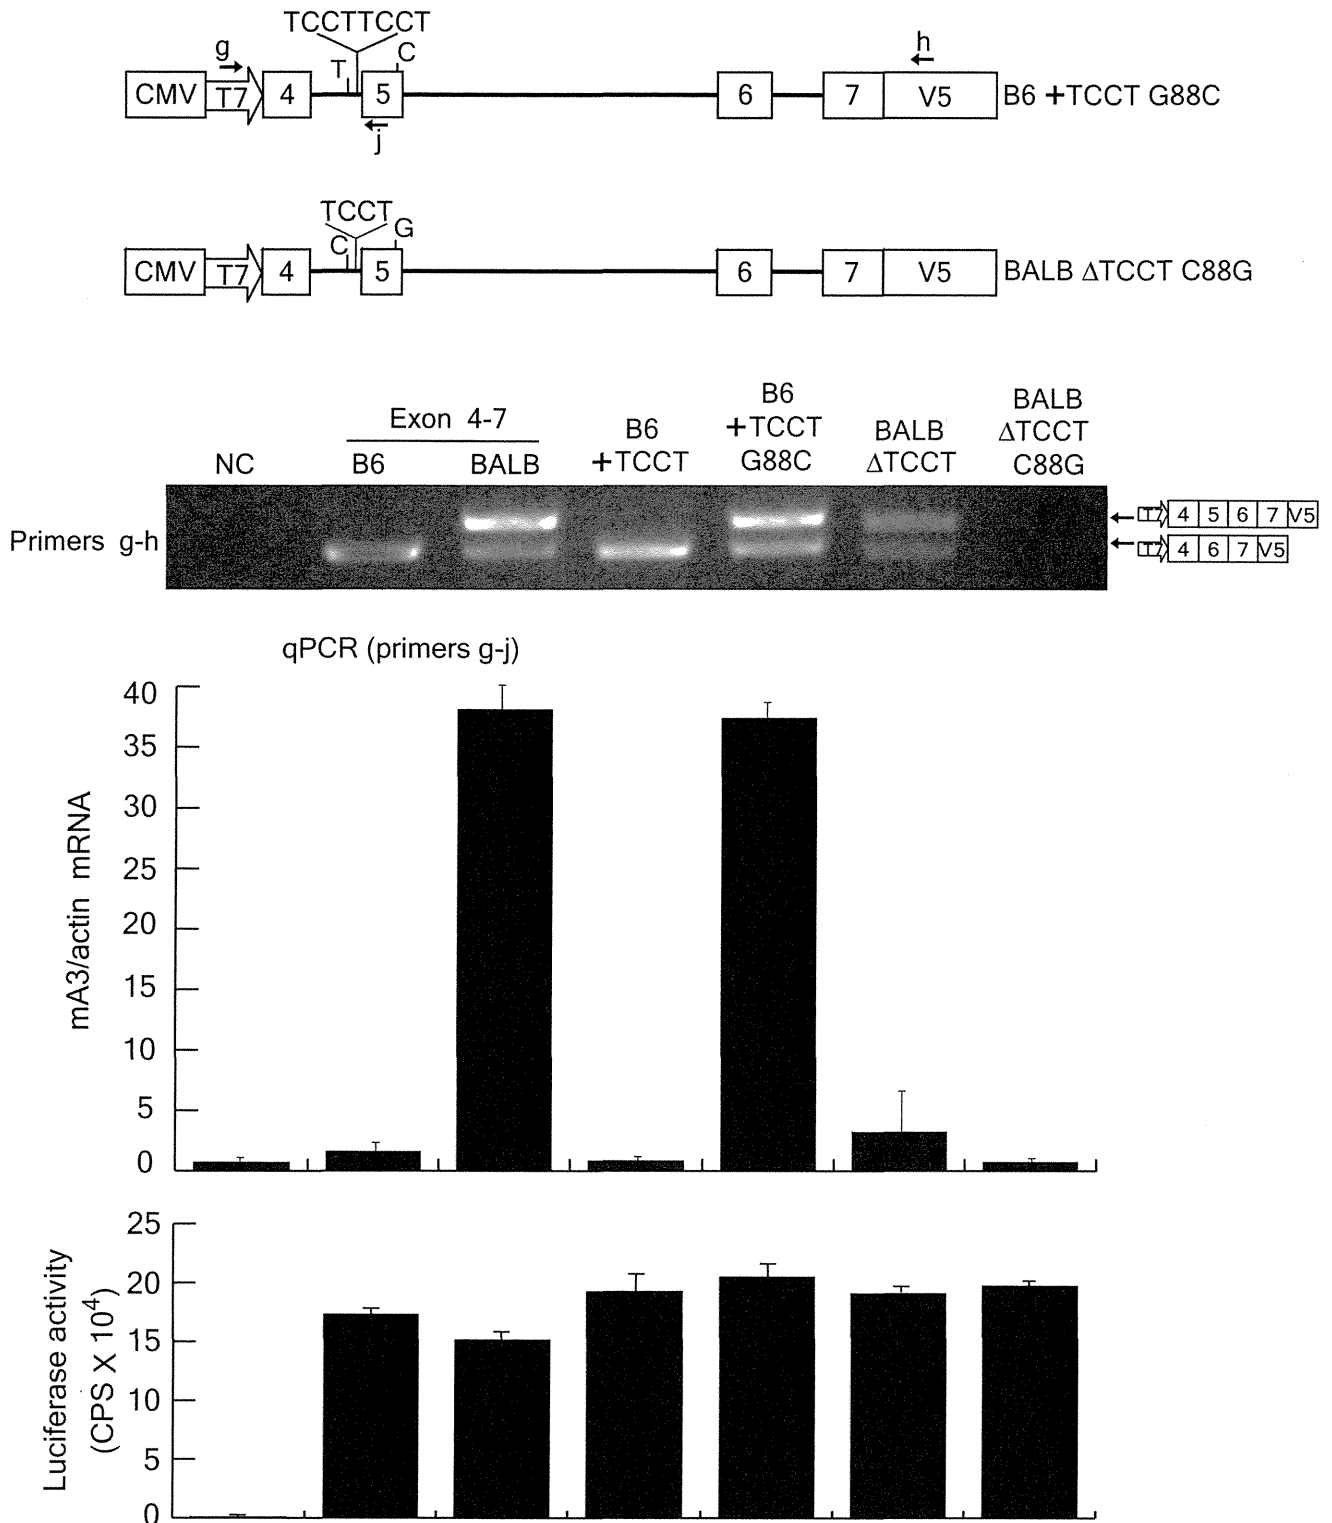 TCCTTCCT
g
T
C
h
CMV T7 4 5 6 7 V5 B6 +TCCT G88C
j
TCCT
C
G
CMV T7 4 5 6 7 V5 BALB ΔTCCT C88G
Exon 4-7
NC
B6
BALB
B6
+TCCT
B6
+TCCT
G88C
BALB
ΔTCCT
BALB
ΔTCCT
C88G
Primers g-h
T7 4 5 6 7 V5
T7 4 6 7 V5
qPCR (primers g-j)
mA3/actin mRNA
40
35
30
25
20
15
10
5
0
Luciferase activity
(CPS X 10⁴)
25
20
15
10
5
0